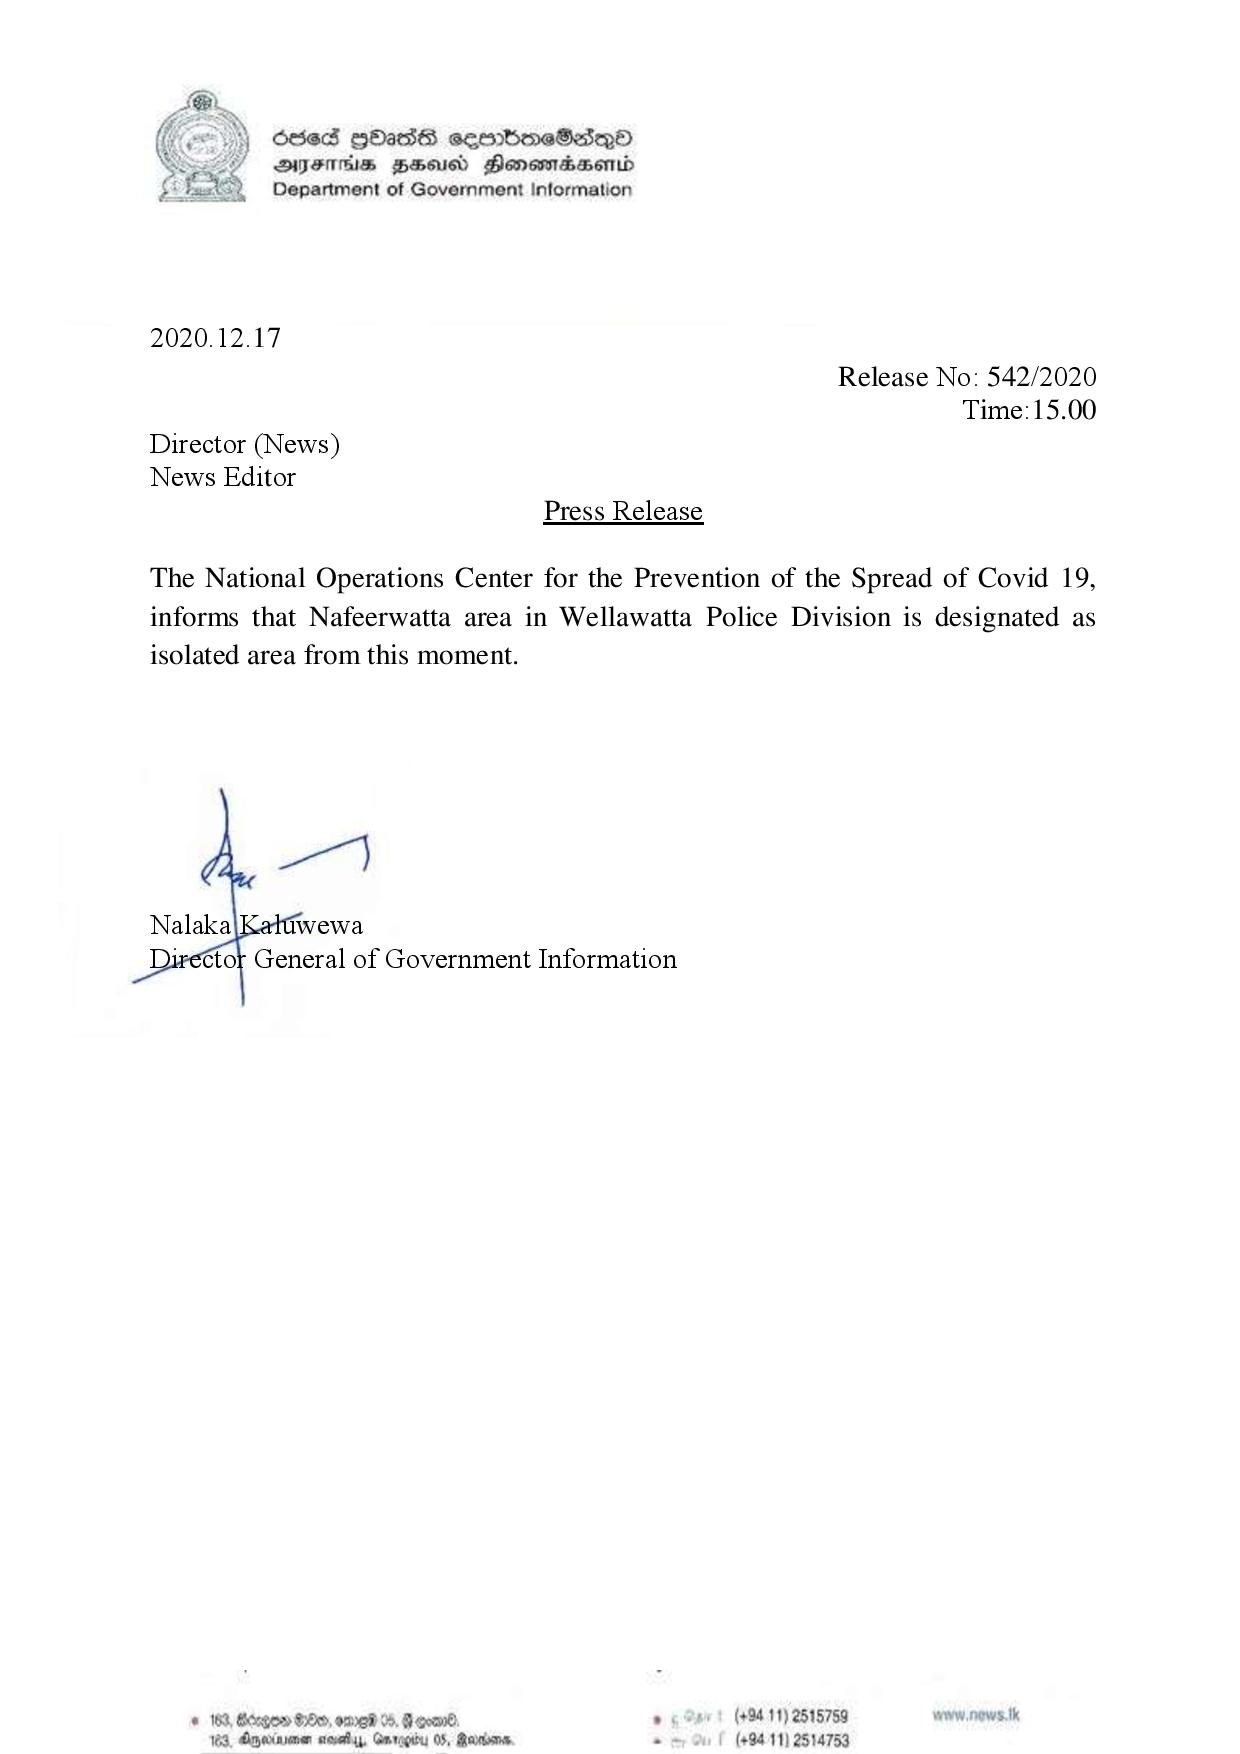 රජයේ ප්‍රවෘත්ති දෙපාර්තමේන්තුව
அரசாங்க தகவல் திணைக்களம்
Department of Government Information
2020.12.17
Release No: 542/2020
Time:15.00
Director (News)
News Editor
Press Release
The National Operations Center for the Prevention of the Spread of Covid 19,
informs that Nafeerwatta area in Wellawatta Police Division is designated as
isolated area from this moment.
Nalaka Kaluwewa
Director General of Government Information
163, කිරුලපන මාවත, කොළඹ 05, ශ්‍රී ලංකාව.
163, கிருலப்பனை எவனியூ, கொழும்பு 05, இலங்கை.
(+94 11) 2515759
(+94 11) 2514753
www.news.lk